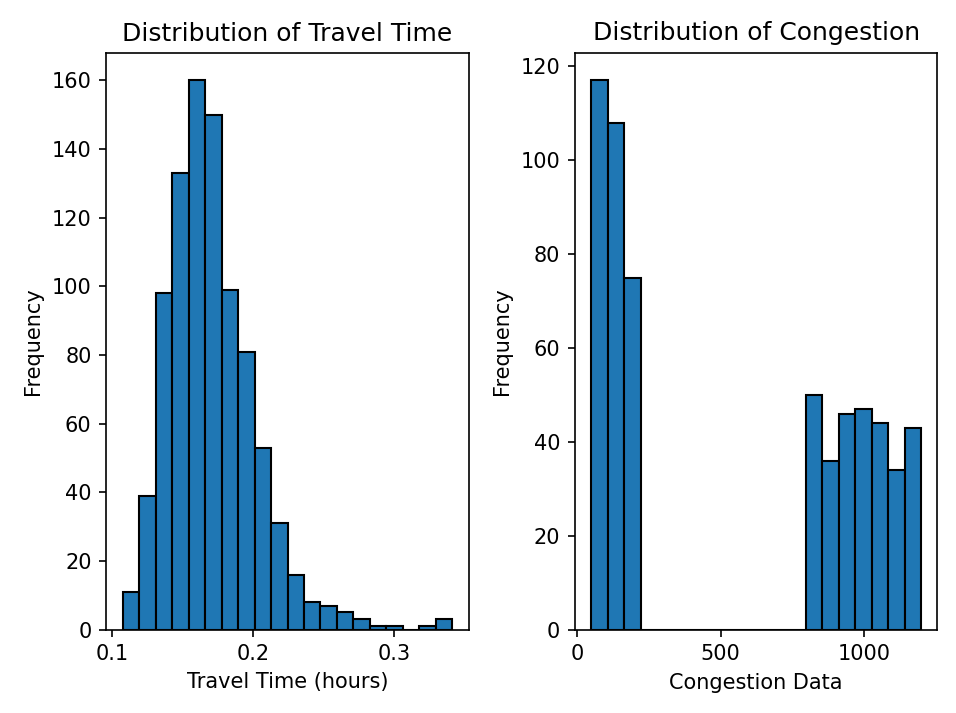 Distribution of Travel Time
Frequency
160
140
120
100
80
60
40
20
0
0.1 0.2 0.3
Travel Time (hours)
Distribution of Congestion
Frequency
120
100
80
60
40
20
0
0 500 1000
Congestion Data